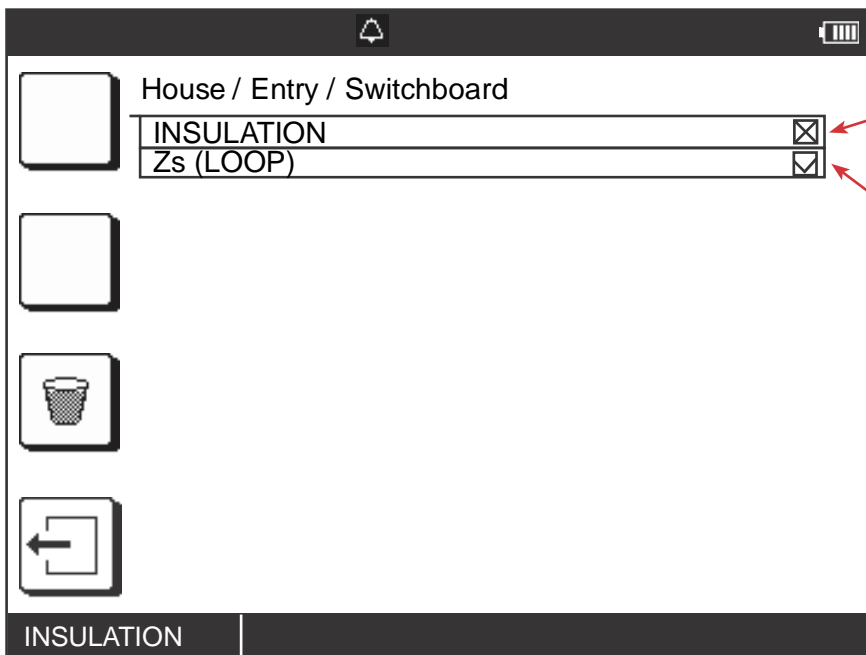 House / Entry / Switchboard
INSULATION
Zs (LOOP)
INSULATION